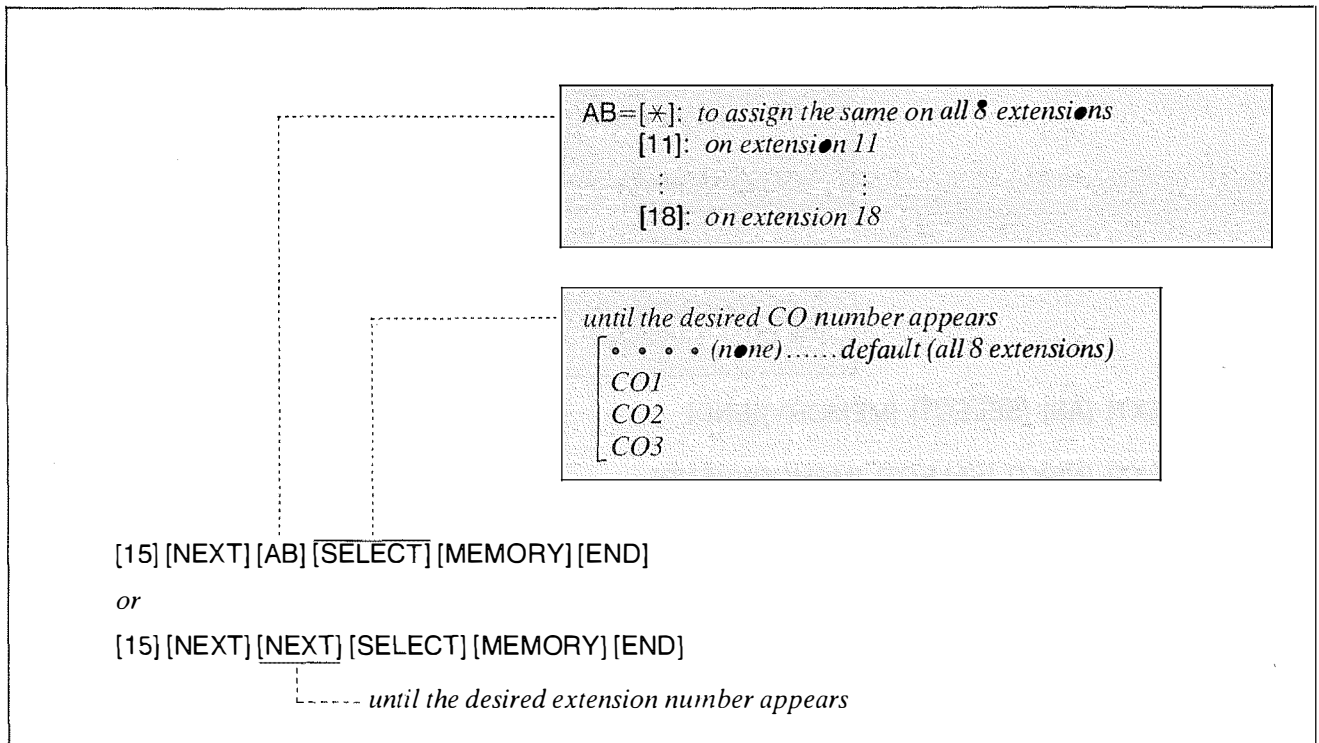 AB=[✳]: to assign the same on all 8 extensions
[11]: on extension 11
⋮ ⋮
[18]: on extension 18
until the desired CO number appears
• • • • (none)......default (all 8 extensions)
CO1
CO2
CO3
[15] [NEXT] [AB] [SELECT] [MEMORY] [END]
or
[15] [NEXT] [NEXT] [SELECT] [MEMORY] [END]
until the desired extension number appears